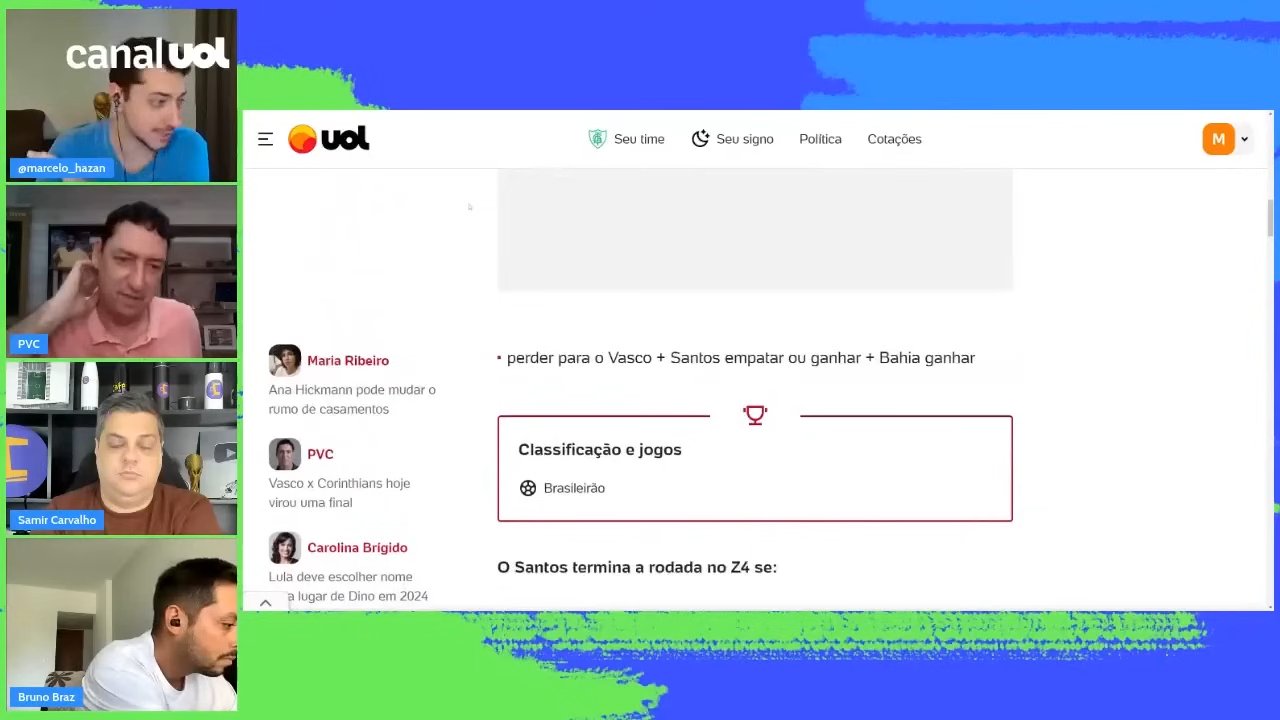 canal uol
@marcelo_hazan
PVC
Samir Carvalho
Bruno Braz
uol
Seu time
Seu signo
Política
Cotações
M
Maria Ribeiro
Ana Hickmann pode mudar o
rumo de casamentos
PVC
Vasco x Corinthians hoje
virou uma final
Carolina Brígido
Lula deve escolher nome
a lugar de Dino em 2024
perder para o Vasco + Santos empatar ou ganhar + Bahia ganhar
Classificação e jogos
Brasileirão
O Santos termina a rodada no Z4 se: